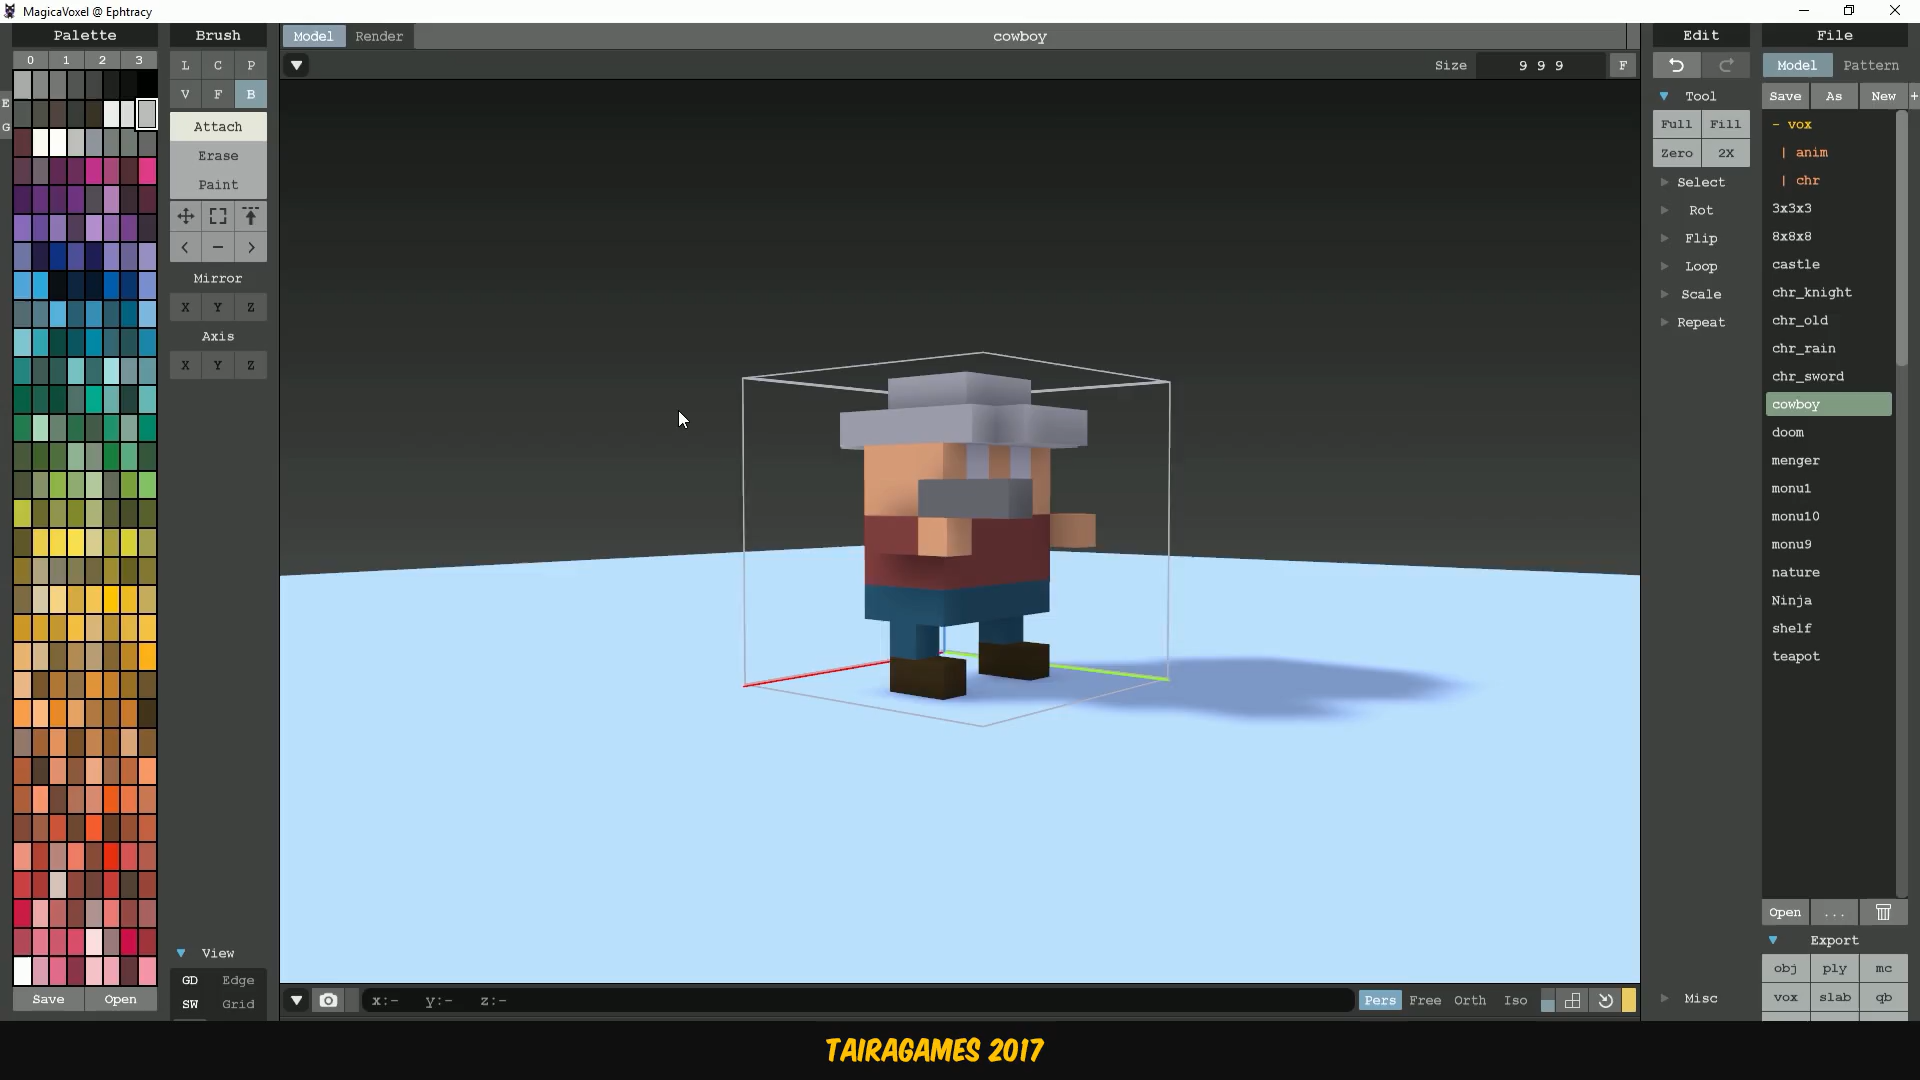 MagicaVoxel @ Ephtracy
Palette
0 1 2 3
E
G
Save Open
Brush
L C P
V F B
Attach
Erase
Paint
< − >
Mirror
X Y Z
Axis
X Y Z
View
GD Edge
SW Grid
Model Render cowboy
Size 9 9 9 F
x:- y:- z:-
Pers Free Orth Iso
Edit
Tool
Full Fill
Zero 2X
Select
Rot
Flip
Loop
Scale
Repeat
Misc
File
Model Pattern
Save As New +
- vox
| anim
| chr
3x3x3
8x8x8
castle
chr_knight
chr_old
chr_rain
chr_sword
cowboy
doom
menger
monu1
monu10
monu9
nature
Ninja
shelf
teapot
Open ...
Export
obj ply mc
vox slab qb
TAIRAGAMES 2017